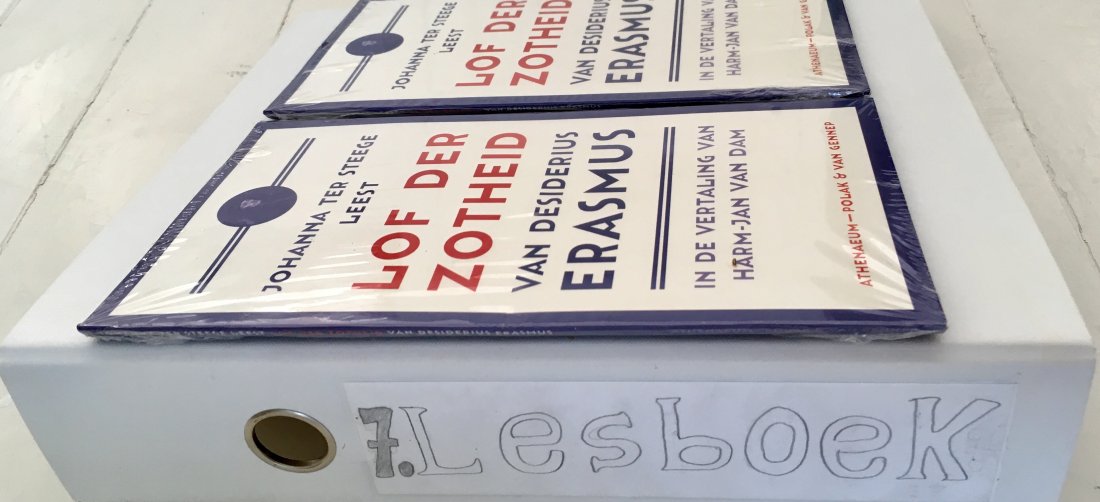 JOHANNA TER STEEGE
LEEST
LOF DER
ZOTHEID
VAN DESIDERIUS
ERASMUS
IN DE VERTALING VAN
HARM-JAN VAN DAM
ATHENAEUM—POLAK & VAN GENNEP
VAN DESIDERIUS ERASMUS
JOHANNA TER STEEGE
LEEST
LOF DER
ZOTHEID
VAN DESIDERIUS
ERASMUS
IN DE VERTALING VAN
HARM-JAN VAN DAM
ATHENAEUM—POLAK & VAN GENNEP
LEEST VAN DESIDERIUS ERASMUS
7. Lesboek